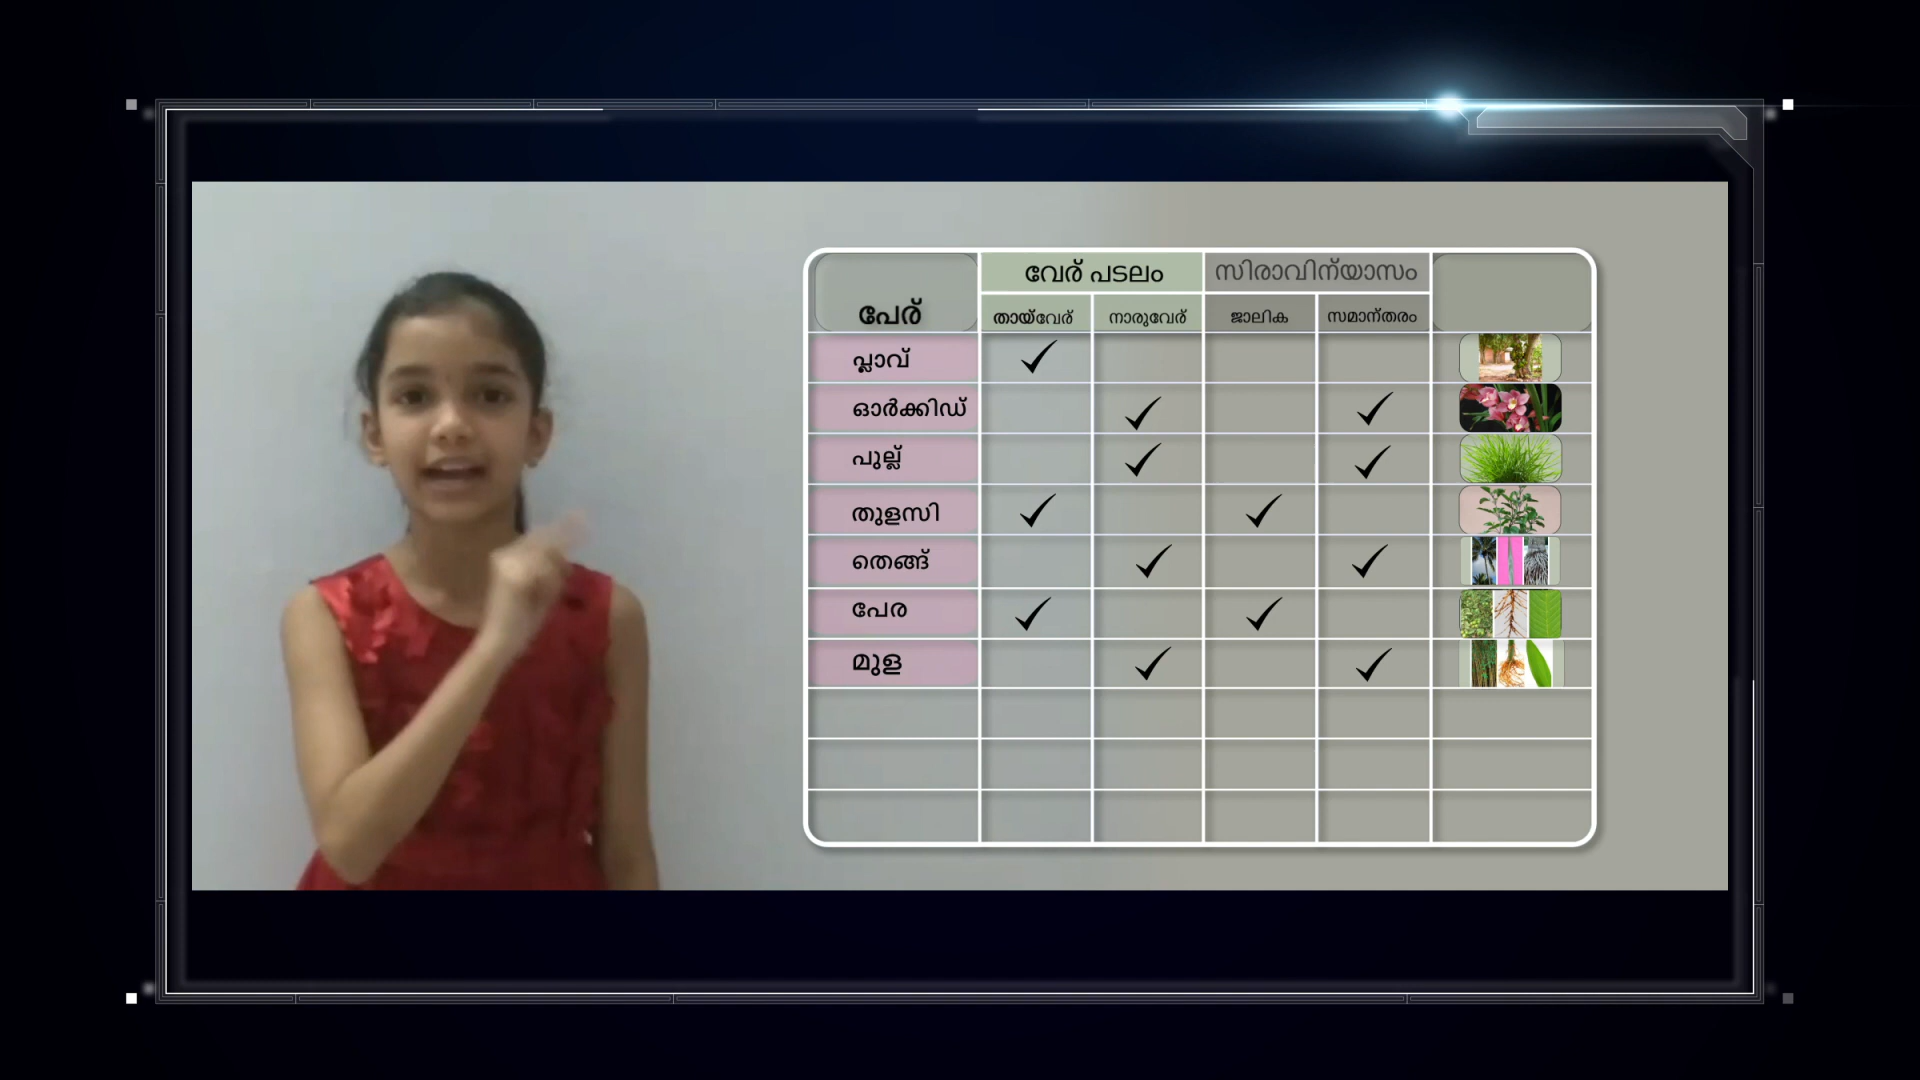 പേര്
വേര് പടലം
സിരാവിന്യാസം
തായ്‌വേര്
നാരുവേര്
ജാലിക
സമാന്തരം
പ്ലാവ്
ഓർക്കിഡ്
പുല്ല്
തുളസി
തെങ്ങ്
പേര
മുള